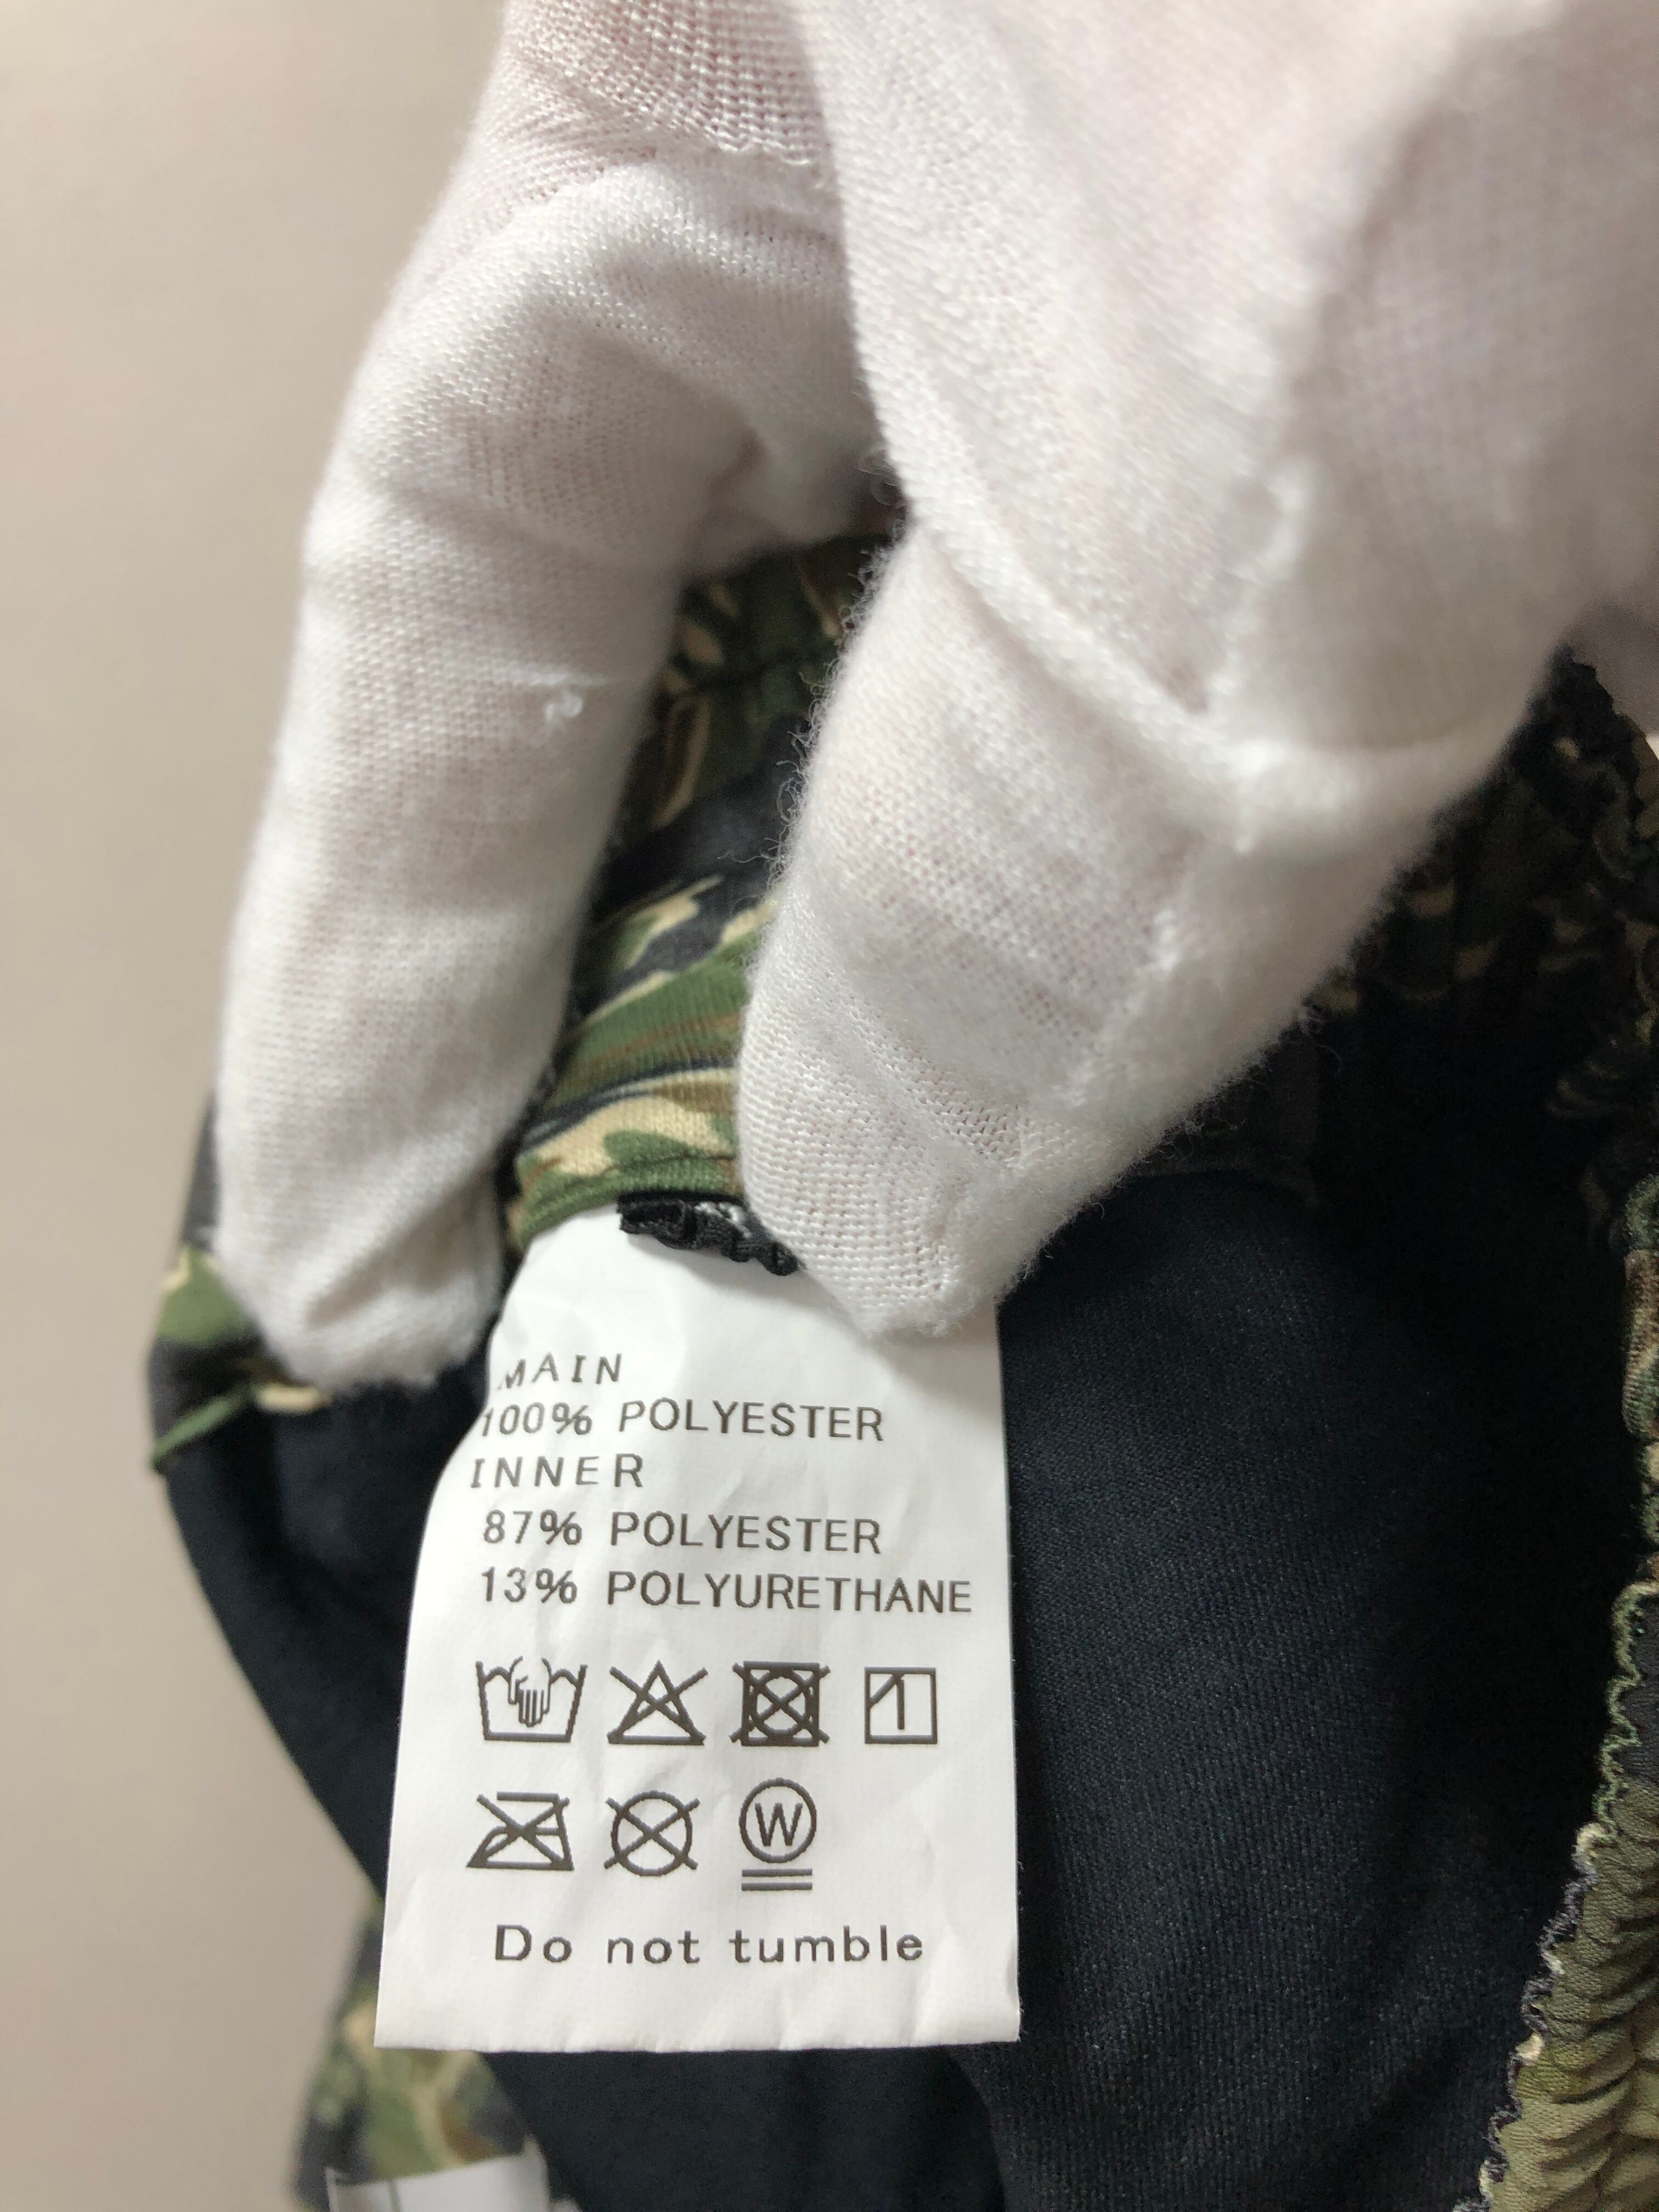 MAIN
100% POLYESTER
INNER
87% POLYESTER
13% POLYURETHANE
W
Do not tumble